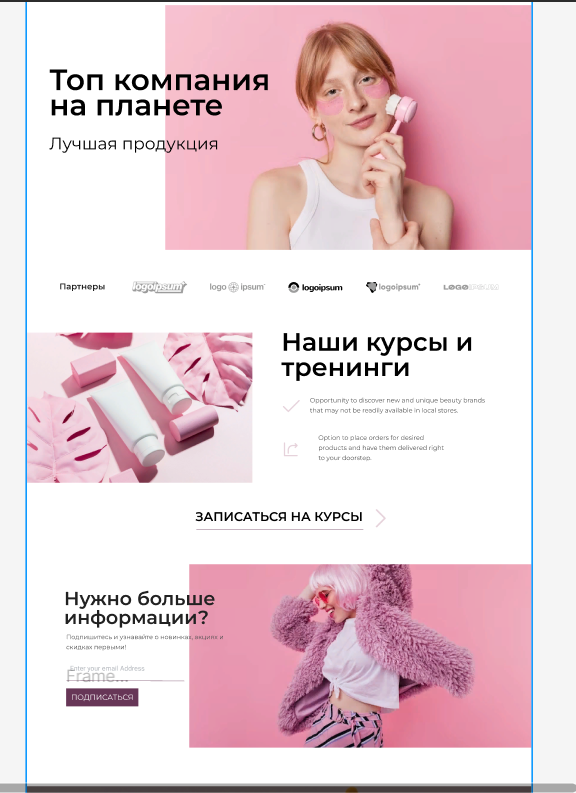 Топ компания
на планете
Лучшая продукция
Партнеры
logoipsum
logo ipsum
logoipsum
logoipsum
LOGOIPSUM
Наши курсы и
тренинги
Opportunity to discover new and unique beauty brands
that may not be readily available in local stores.
Option to place orders for desired
products and have them delivered right
to your doorstep.
ЗАПИСАТЬСЯ НА КУРСЫ
Нужно больше
информации?
Подпишитесь и узнавайте о новинках, акциях и
скидках первыми!
Enter your email Address
Frame...
ПОДПИСАТЬСЯ